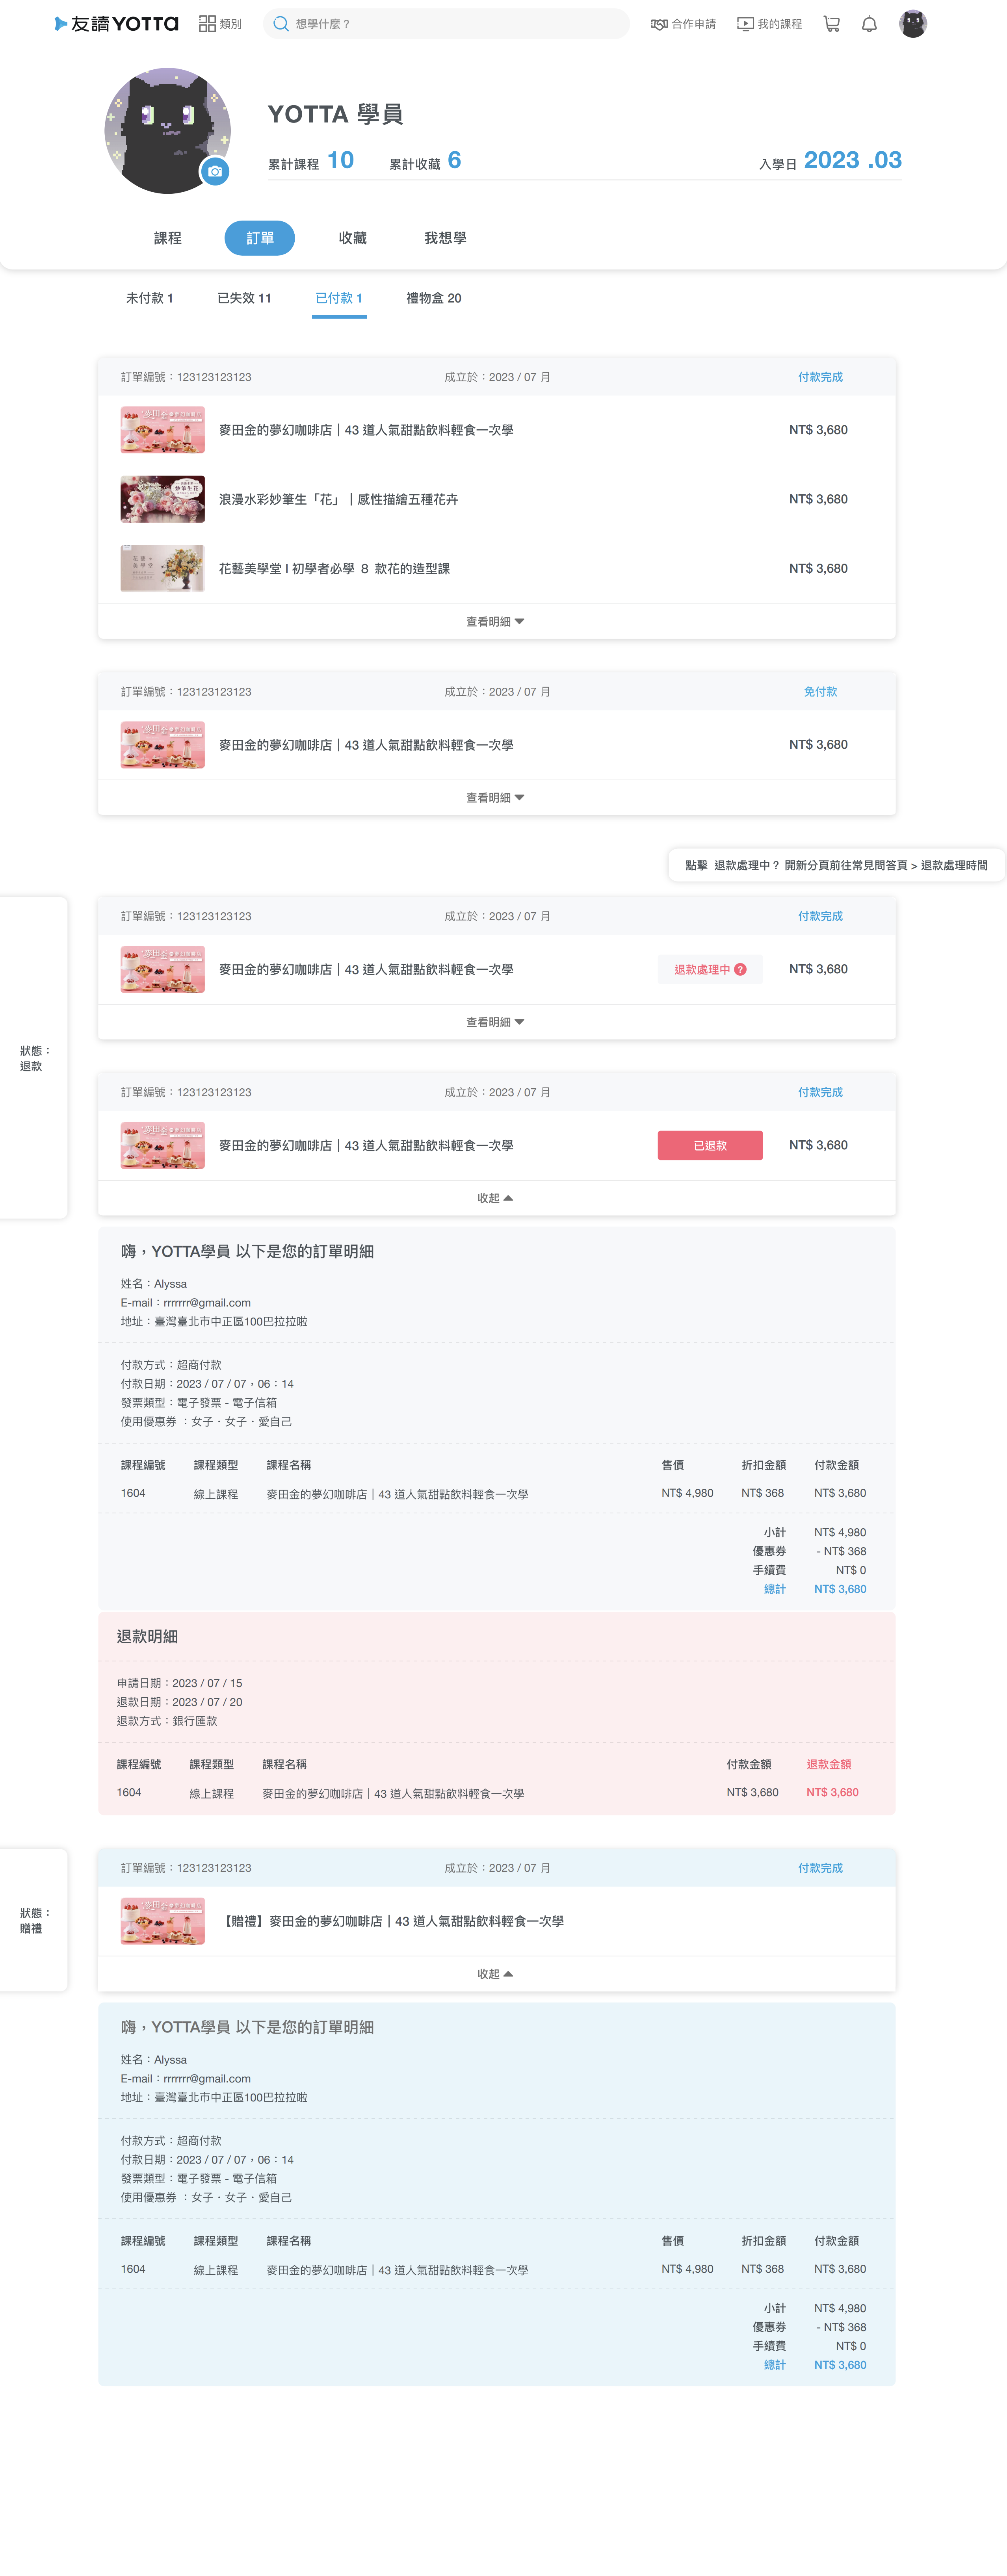 友讀 YOTTA
類別
想學什麼？
合作申請
我的課程
YOTTA 學員
累計課程 10
累計收藏 6
入學日 2023 .03
課程
訂單
收藏
我想學
未付款 1
已失效 11
已付款 1
禮物盒 20
訂單編號：123123123123
成立於：2023 / 07 月
付款完成
麥田金的夢幻咖啡店｜43 道人氣甜點飲料輕食一次學
NT$ 3,680
浪漫水彩妙筆生「花」｜感性描繪五種花卉
NT$ 3,680
花藝美學堂 l 初學者必學 ８ 款花的造型課
NT$ 3,680
查看明細
訂單編號：123123123123
成立於：2023 / 07 月
免付款
麥田金的夢幻咖啡店｜43 道人氣甜點飲料輕食一次學
NT$ 3,680
查看明細
點擊 退款處理中？ 開新分頁前往常見問答頁 > 退款處理時間
狀態：
退款
訂單編號：123123123123
成立於：2023 / 07 月
付款完成
麥田金的夢幻咖啡店｜43 道人氣甜點飲料輕食一次學
退款處理中 ?
NT$ 3,680
查看明細
訂單編號：123123123123
成立於：2023 / 07 月
付款完成
麥田金的夢幻咖啡店｜43 道人氣甜點飲料輕食一次學
已退款
NT$ 3,680
收起
嗨，YOTTA學員 以下是您的訂單明細
姓名：Alyssa
E-mail：rrrrrrr@gmail.com
地址：臺灣臺北市中正區100巴拉拉啦
付款方式：超商付款
付款日期：2023 / 07 / 07，06：14
發票類型：電子發票 - 電子信箱
使用優惠券 ：女子．女子．愛自己
課程編號 課程類型 課程名稱 售價 折扣金額 付款金額
1604 線上課程 麥田金的夢幻咖啡店｜43 道人氣甜點飲料輕食一次學 NT$ 4,980 NT$ 368 NT$ 3,680
小計 NT$ 4,980
優惠券 - NT$ 368
手續費 NT$ 0
總計 NT$ 3,680
退款明細
申請日期：2023 / 07 / 15
退款日期：2023 / 07 / 20
退款方式：銀行匯款
課程編號 課程類型 課程名稱 付款金額 退款金額
1604 線上課程 麥田金的夢幻咖啡店｜43 道人氣甜點飲料輕食一次學 NT$ 3,680 NT$ 3,680
狀態：
贈禮
訂單編號：123123123123
成立於：2023 / 07 月
付款完成
【贈禮】麥田金的夢幻咖啡店｜43 道人氣甜點飲料輕食一次學
收起
嗨，YOTTA學員 以下是您的訂單明細
姓名：Alyssa
E-mail：rrrrrrr@gmail.com
地址：臺灣臺北市中正區100巴拉拉啦
付款方式：超商付款
付款日期：2023 / 07 / 07，06：14
發票類型：電子發票 - 電子信箱
使用優惠券 ：女子．女子．愛自己
課程編號 課程類型 課程名稱 售價 折扣金額 付款金額
1604 線上課程 麥田金的夢幻咖啡店｜43 道人氣甜點飲料輕食一次學 NT$ 4,980 NT$ 368 NT$ 3,680
小計 NT$ 4,980
優惠券 - NT$ 368
手續費 NT$ 0
總計 NT$ 3,680